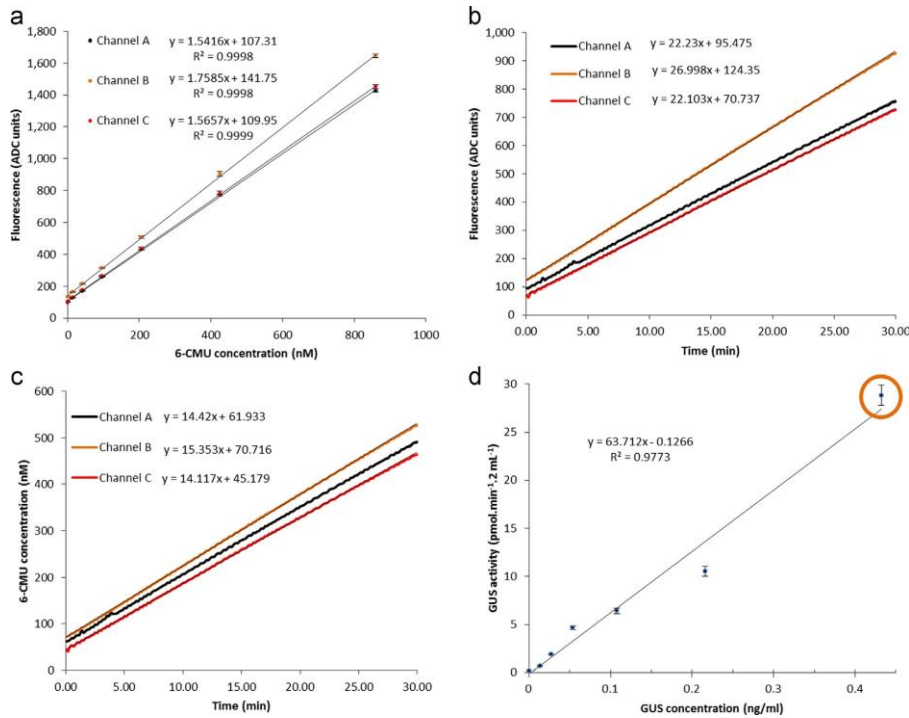 a
1,800
1,600
1,400
1,200
1,000
800
600
400
200
0
0
200
400
600
800
1000
Fluorescence (ADC units)
6-CMU concentration (nM)
Channel A y = 1.5416x + 107.31
R² = 0.9998
Channel B y = 1.7585x + 141.75
R² = 0.9998
Channel C y = 1.5657x + 109.95
R² = 0.9999
b
1,000
900
800
700
600
500
400
300
200
100
0
0.00
5.00
10.00
15.00
20.00
25.00
30.00
Fluorescence (ADC units)
Time (min)
Channel A y = 22.23x + 95.475
Channel B y = 26.998x + 124.35
Channel C y = 22.103x + 70.737
c
600
500
400
300
200
100
0
0.00
5.00
10.00
15.00
20.00
25.00
30.00
6-CMU concentration (nM)
Time (min)
Channel A y = 14.42x + 61.933
Channel B y = 15.353x + 70.716
Channel C y = 14.117x + 45.179
d
30
25
20
15
10
5
0
0
0.1
0.2
0.3
0.4
GUS activity (pmol.min⁻¹.2 mL⁻¹)
GUS concentration (ng/ml)
y = 63.712x - 0.1266
R² = 0.9773